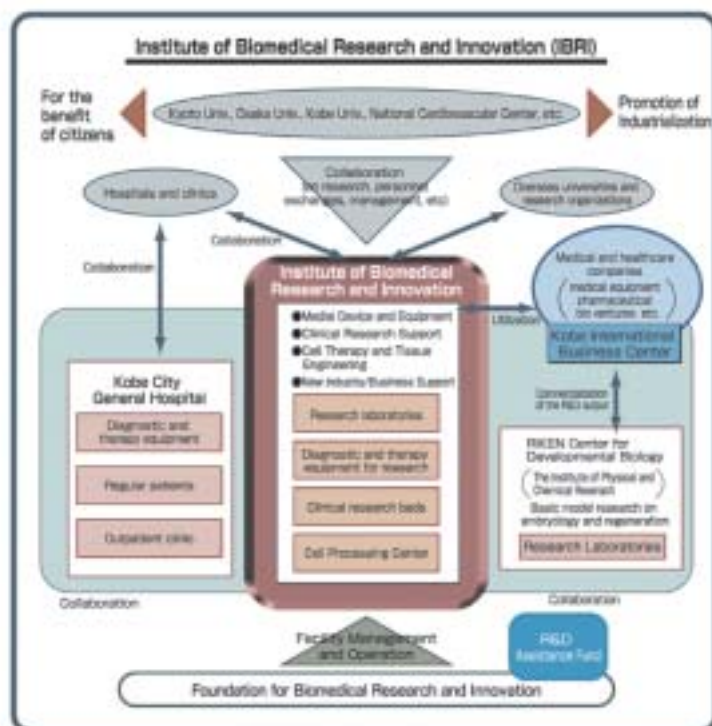 Institute of Biomedical Research and Innovation (IBRI)
For the
benefit
of citizens
Kyoto Univ., Osaka Univ., Kobe Univ., National Cardiovascular Center, etc.
Promotion of
Industrialization
Collaboration
(on research, personnel
exchanges, management, etc)
Hospitals and clinics
Overseas universities and
research organizations
Collaboration
Collaboration
Institute of Biomedical
Research and Innovation
●Media Device and Equipment
●Clinical Research Support
●Cell Therapy and Tissue
Engineering
●New Industry/Business Support
Research laboratories
Diagnostic and therapy
equipment for research
Clinical research beds
Cell Processing Center
Utilization
Medical and healthcare
companies
(medical equipment
pharmaceutical
bio ventures etc.)
Kobe International
Business Center
Commercialization
of the R&D output
Kobe City
General Hospital
Diagnostic and
therapy equipment
Regular patients
Outpatient clinic
RIKEN Center for
Developmental Biology
(The Institute of Physical and
Chemical Research)
Basic model research on
embryology and regeneration
Research Laboratories
Collaboration
Collaboration
Facility Management
and Operation
R&D
Assistance Fund
Foundation for Biomedical Research and Innovation